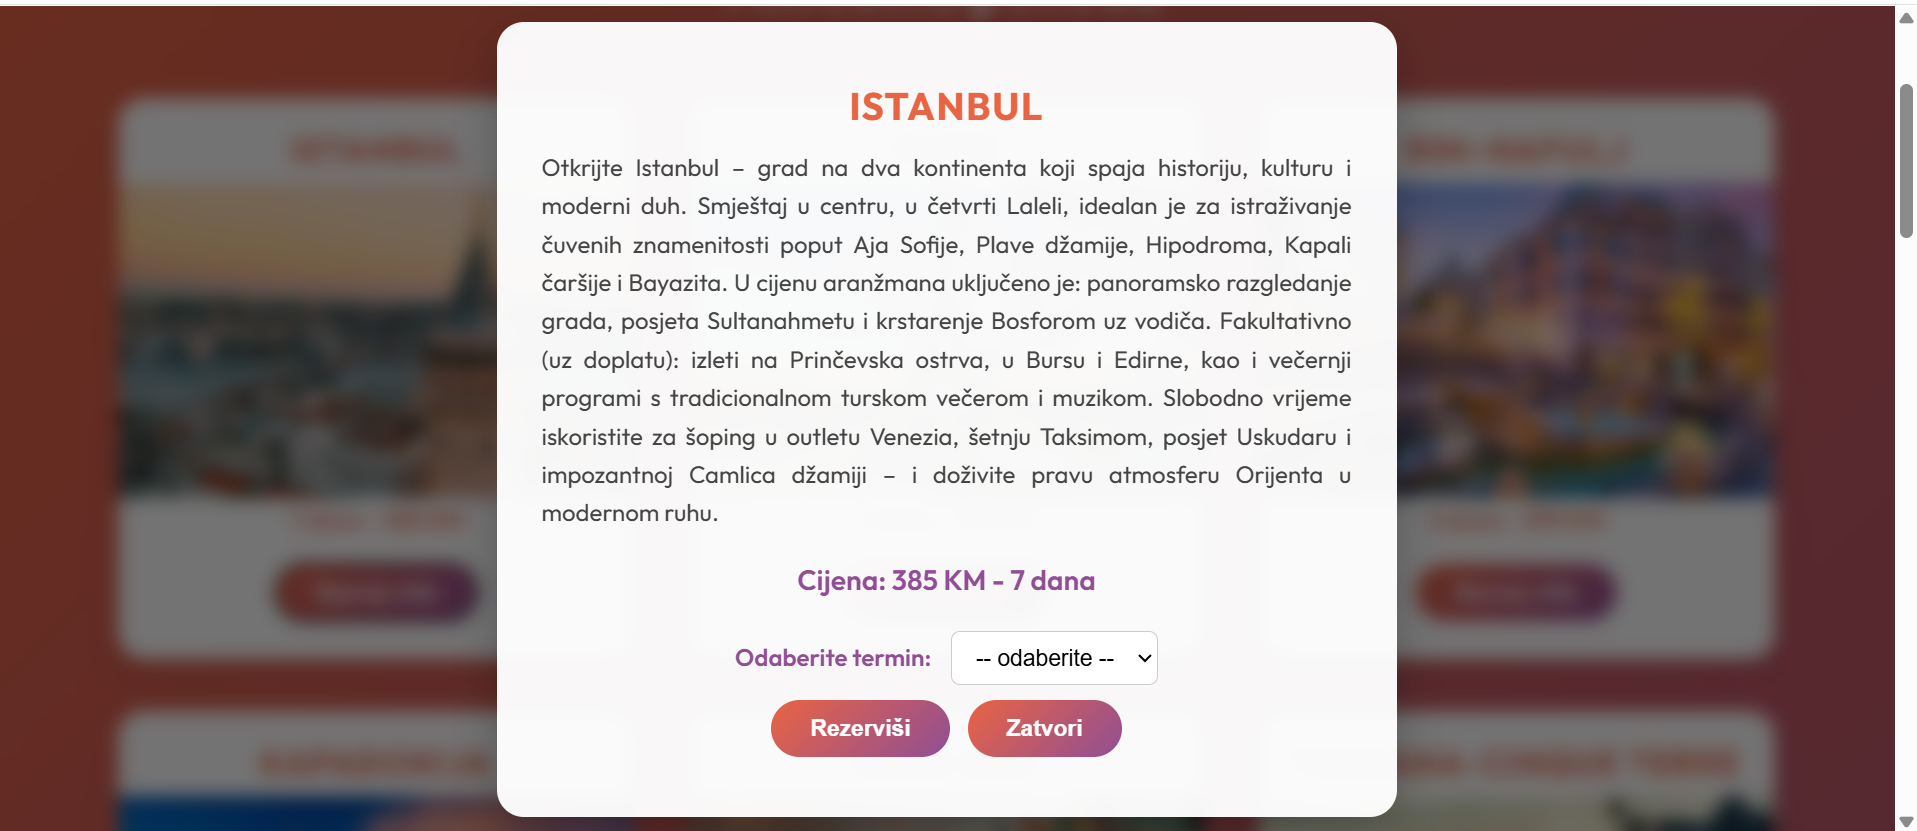 ISTANBUL
Otkrijte Istanbul – grad na dva kontinenta koji spaja historiju, kulturu i
moderni duh. Smještaj u centru, u četvrti Laleli, idealan je za istraživanje
čuvenih znamenitosti poput Aja Sofije, Plave džamije, Hipodroma, Kapali
čaršije i Bayazita. U cijenu aranžmana uključeno je: panoramsko razgledanje
grada, posjeta Sultanahmetu i krstarenje Bosforom uz vodiča. Fakultativno
(uz doplatu): izleti na Prinčevska ostrva, u Bursu i Edirne, kao i večernji
programi s tradicionalnom turskom večerom i muzikom. Slobodno vrijeme
iskoristite za šoping u outletu Venezia, šetnju Taksimom, posjet Uskudaru i
impozantnoj Camlica džamiji – i doživite pravu atmosferu Orijenta u
modernom ruhu.
Cijena: 385 KM - 7 dana
Odaberite termin: -- odaberite --
Rezerviši Zatvori
ISTANBUL
KAPADOKIJA